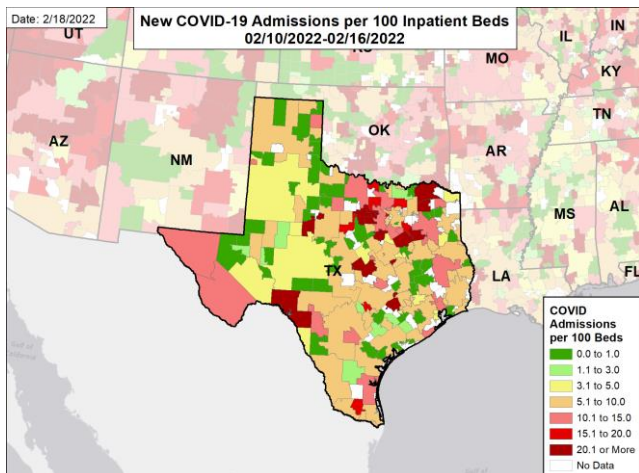 Date: 2/18/2022
New COVID-19 Admissions per 100 Inpatient Beds
02/10/2022-02/16/2022
UT
MO
IL
IN
KY
AZ
NM
OK
AR
TN
MS
AL
TX
LA
FL
COVID
Admissions
per 100 Beds
0.0 to 1.0
1.1 to 3.0
3.1 to 5.0
5.1 to 10.0
10.1 to 15.0
15.1 to 20.0
20.1 or More
No Data